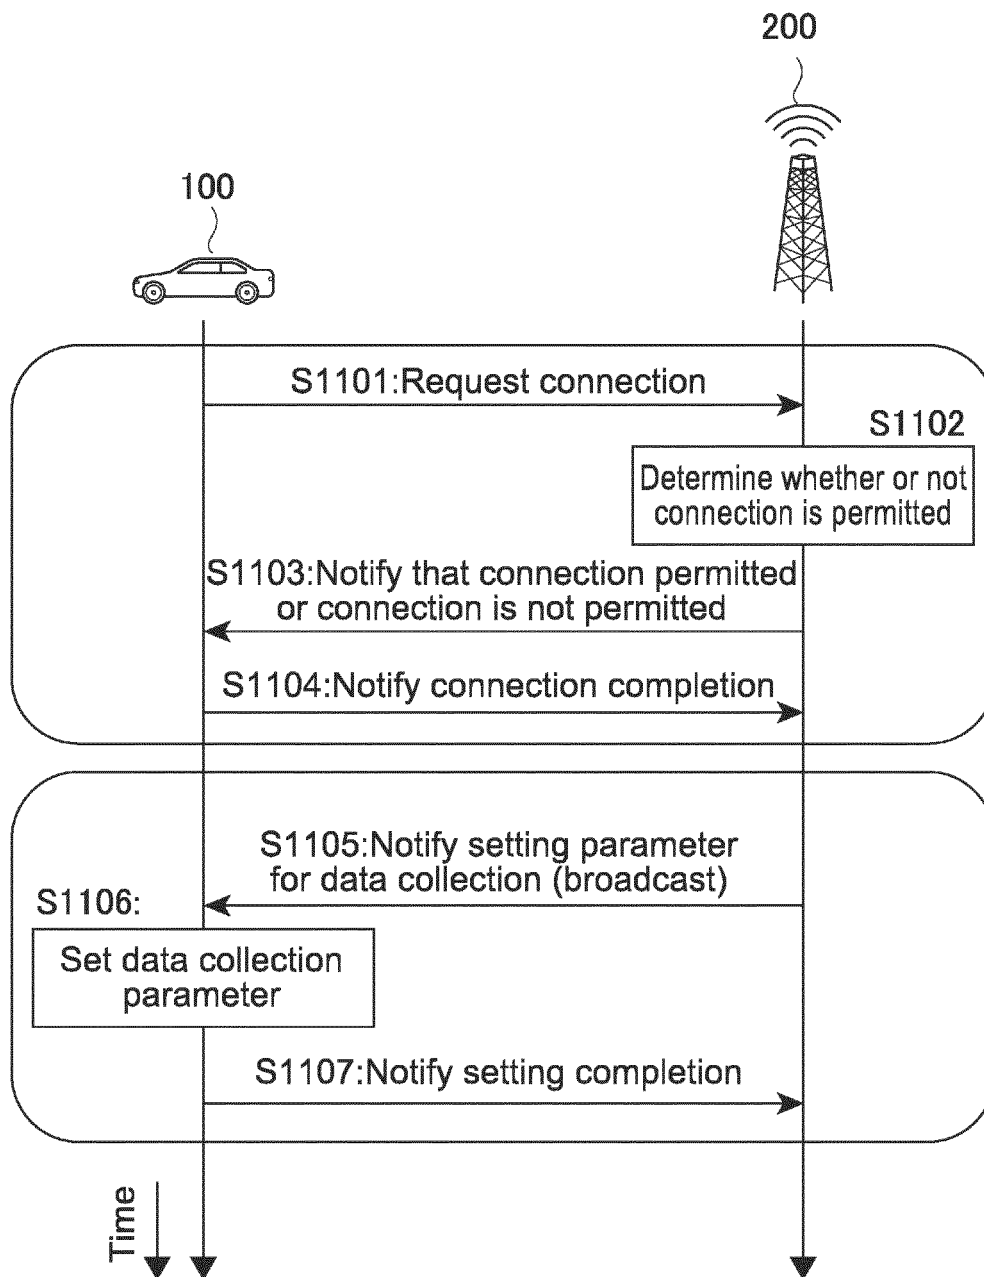 200
100
S1101:Request connection
S1102
Determine whether or not
connection is permitted
S1103:Notify that connection permitted
or connection is not permitted
S1104:Notify connection completion
S1105:Notify setting parameter
for data collection (broadcast)
S1106:
Set data collection
parameter
S1107:Notify setting completion
Time